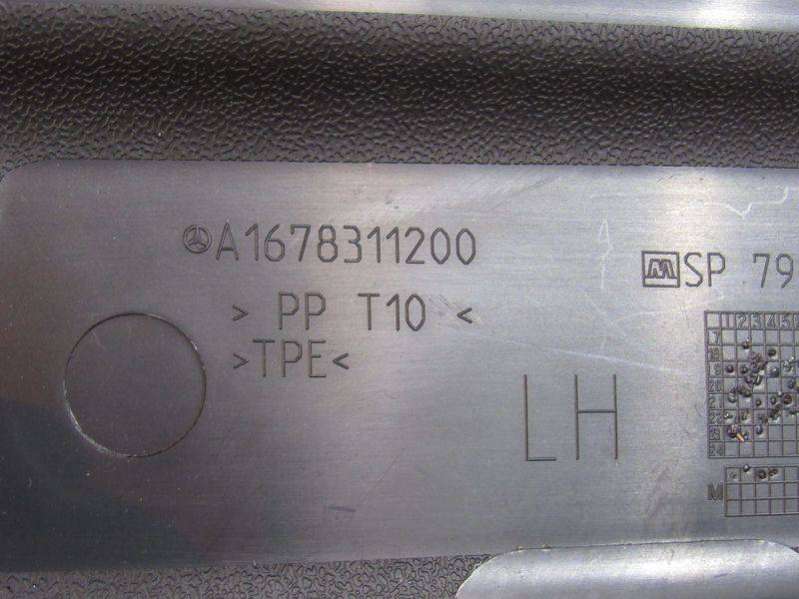 A1678311200
SP 79
> PP T10 <
>TPE<
LH
M